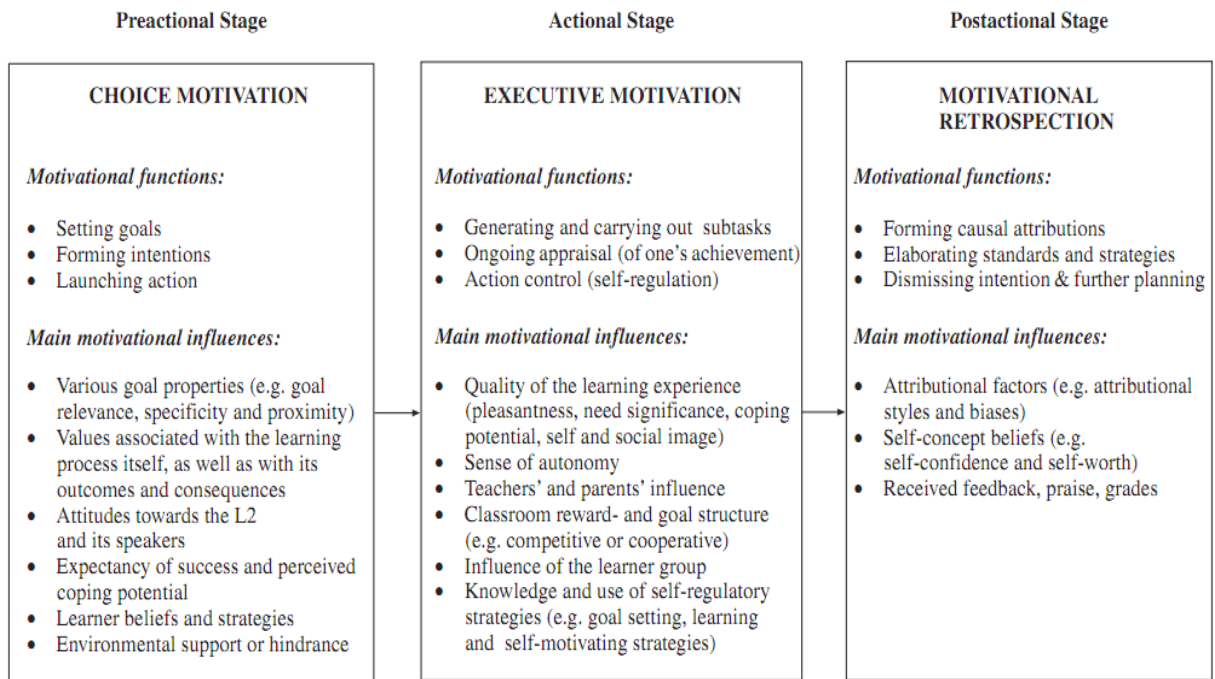 Preactional Stage
Actional Stage
Postactional Stage
CHOICE MOTIVATION
Motivational functions:
• Setting goals
• Forming intentions
• Launching action
Main motivational influences:
• Various goal properties (e.g. goal
relevance, specificity and proximity)
• Values associated with the learning
process itself, as well as with its
outcomes and consequences
• Attitudes towards the L2
and its speakers
• Expectancy of success and perceived
coping potential
• Learner beliefs and strategies
• Environmental support or hindrance
EXECUTIVE MOTIVATION
Motivational functions:
• Generating and carrying out subtasks
• Ongoing appraisal (of one's achievement)
• Action control (self-regulation)
Main motivational influences:
• Quality of the learning experience
(pleasantness, need significance, coping
potential, self and social image)
• Sense of autonomy
• Teachers' and parents' influence
• Classroom reward- and goal structure
(e.g. competitive or cooperative)
• Influence of the learner group
• Knowledge and use of self-regulatory
strategies (e.g. goal setting, learning
and self-motivating strategies)
MOTIVATIONAL
RETROSPECTION
Motivational functions:
• Forming causal attributions
• Elaborating standards and strategies
• Dismissing intention & further planning
Main motivational influences:
• Attributional factors (e.g. attributional
styles and biases)
• Self-concept beliefs (e.g.
self-confidence and self-worth)
• Received feedback, praise, grades